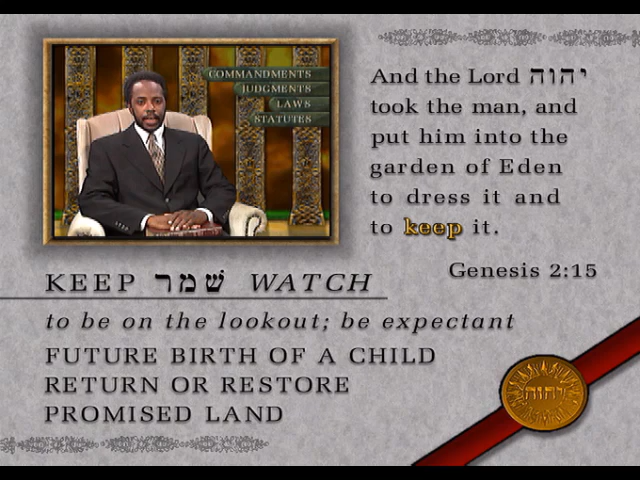 COMMANDMENTS
JUDGMENTS
LAWS
STATUTES
And the Lord יהוה
took the man, and
put him into the
garden of Eden
to dress it and
to keep it.
Genesis 2:15
KEEP שׁמר WATCH
to be on the lookout; be expectant
FUTURE BIRTH OF A CHILD
RETURN OR RESTORE
PROMISED LAND
יהוה